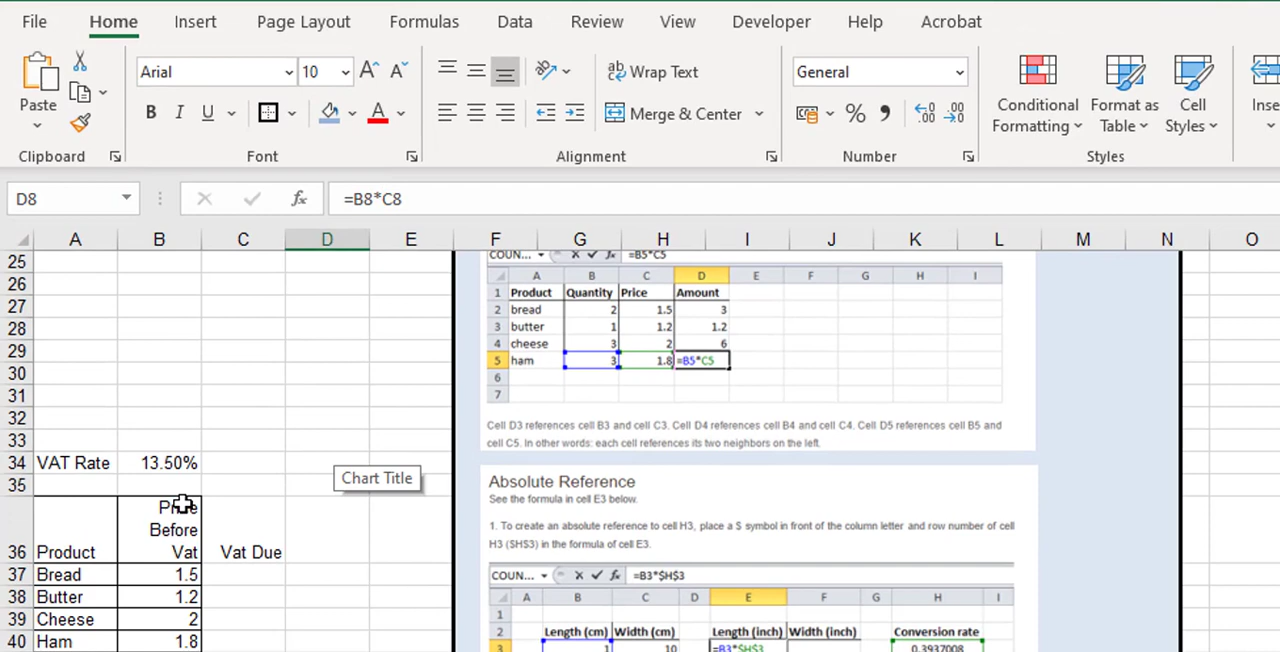 File Home Insert Page Layout Formulas Data Review View Developer Help Acrobat
Paste
Clipboard
Arial 10
B I U
Font
Wrap Text
Merge & Center
Alignment
General
Number
Conditional Formatting
Format as Table
Cell Styles
Styles
D8 fx =B8*C8
A B C D E F G H I J K L M N O
25
26
27
28
29
30
31
32
33
34 VAT Rate 13.50%
35
Before
36 Product Vat Vat Due
37 Bread 1.5
38 Butter 1.2
39 Cheese 2
40 Ham 1.8
Chart Title
COUN... =B5*C5
A B C D E F G H I
1 Product Quantity Price Amount
2 bread 2 1.5 3
3 butter 1 1.2 1.2
4 cheese 3 2 6
5 ham 3 1.8 =B5*C5
6
7
Cell D3 references cell B3 and cell C3. Cell D4 references cell B4 and cell C4. Cell D5 references cell B5 and
cell C5. In other words: each cell references its two neighbors on the left.
Absolute Reference
See the formula in cell E3 below.
1. To create an absolute reference to cell H3, place a $ symbol in front of the column letter and row number of cell
H3 ($H$3) in the formula of cell E3.
COUN... =B3*$H$3
A B C D E F G H I
1
2 Length (cm) Width (cm) Length (inch) Width (inch) Conversion rate
3 1 10 =B3*$H$3 0.3937008